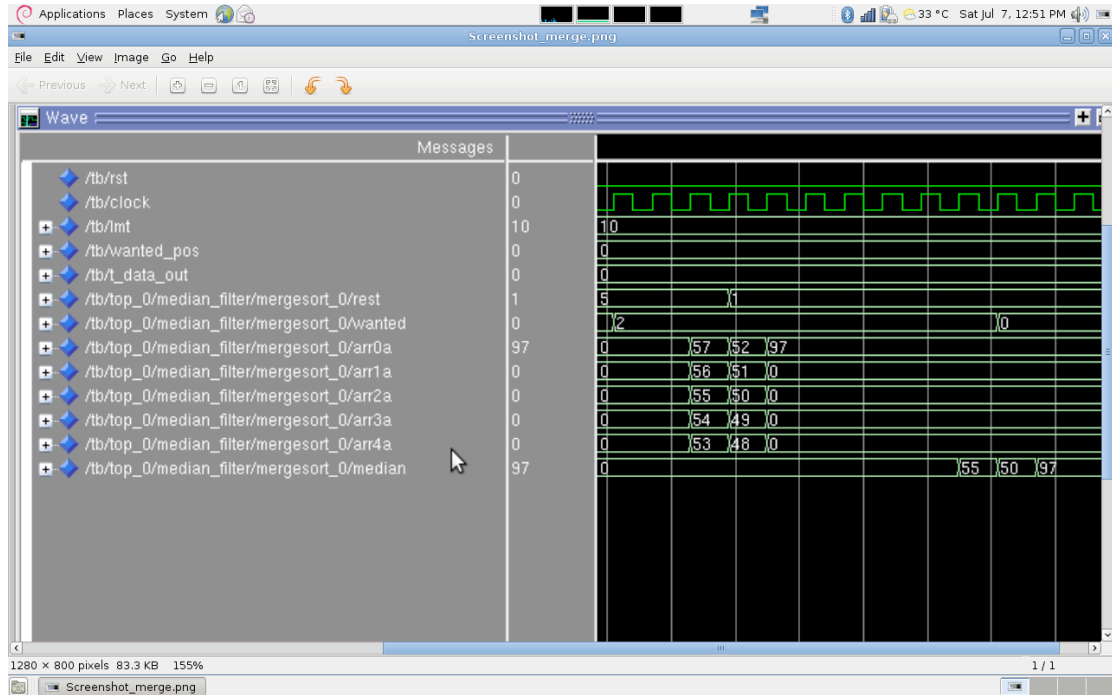 Applications Places System 33 °C Sat Jul 7, 12:51 PM
Screenshot_merge.png
File Edit View Image Go Help
Previous Next
Wave
Messages
/tb/rst 0
/tb/clock 0
/tb/lmt 10 10
/tb/wanted_pos 0 0
/tb/t_data_out 0 0
/tb/top_0/median_filter/mergesort_0/rest 1 5 1
/tb/top_0/median_filter/mergesort_0/wanted 0 2 0
/tb/top_0/median_filter/mergesort_0/arr0a 97 0 57 52 97
/tb/top_0/median_filter/mergesort_0/arr1a 0 0 56 51 0
/tb/top_0/median_filter/mergesort_0/arr2a 0 0 55 50 0
/tb/top_0/median_filter/mergesort_0/arr3a 0 0 54 49 0
/tb/top_0/median_filter/mergesort_0/arr4a 0 0 53 48 0
/tb/top_0/median_filter/mergesort_0/median 97 0 55 50 97
1280 × 800 pixels 83.3 KB 155% 1 / 1
Screenshot_merge.png